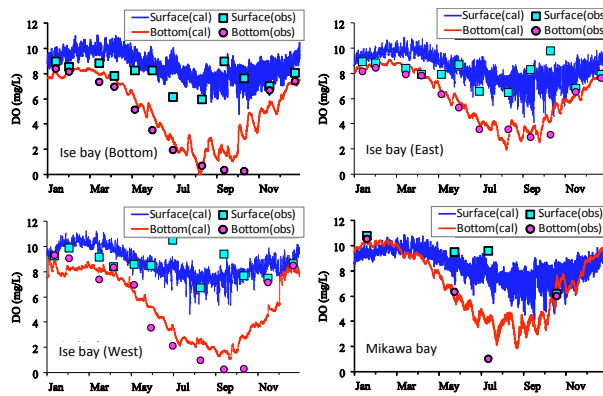 Surface(cal) Surface(obs)
Bottom(cal) Bottom(obs)
DO (mg/L)
12
10
8
6
4
2
0
Ise bay (Bottom)
Jan Mar May Jul Sep Nov
Surface(cal) Surface(obs)
Bottom(cal) Bottom(obs)
DO (mg/L)
12
10
8
6
4
2
0
Ise bay (East)
Jan Mar May Jul Sep Nov
Surface(cal) Surface(obs)
Bottom(cal) Bottom(obs)
DO (mg/L)
12
10
8
6
4
2
0
Ise bay (West)
Jan Mar May Jul Sep Nov
Surface(cal) Surface(obs)
Bottom(cal) Bottom(obs)
DO (mg/L)
12
10
8
6
4
2
0
Mikawa bay
Jan Mar May Jul Sep Nov